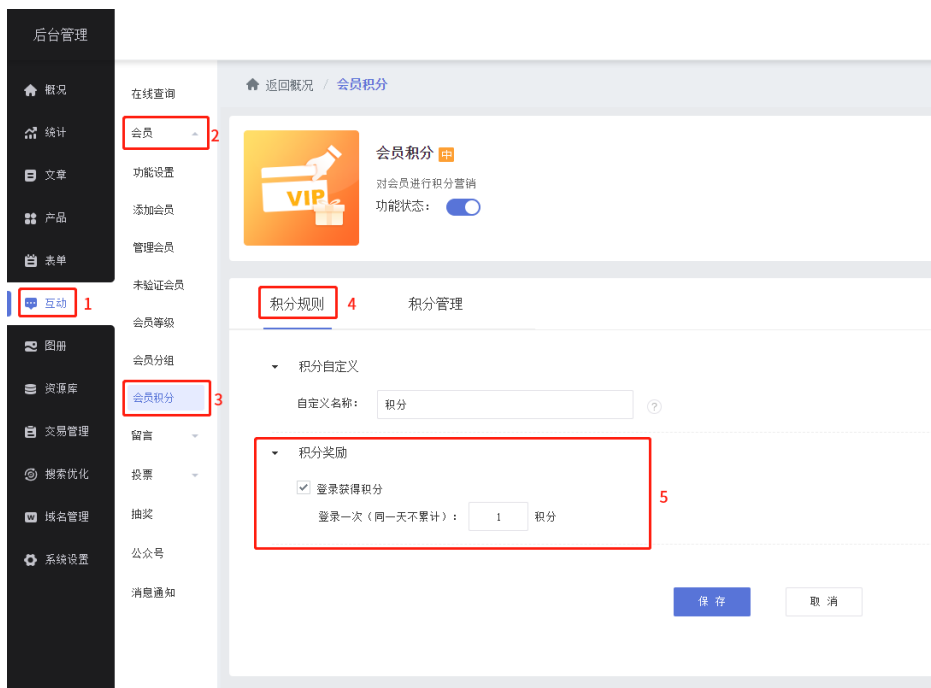 后台管理
概况
统计
文章
产品
表单
互动 1
图册
资源库
交易管理
搜索优化
域名管理
系统设置
在线查询
会员 2
功能设置
添加会员
管理会员
未验证会员
会员等级
会员分组
会员积分 3
留言
投票
抽奖
公众号
消息通知
返回概况 / 会员积分
VIP
会员积分 中
对会员进行积分营销
功能状态：
积分规则 4 积分管理
积分自定义
自定义名称： 积分 ?
积分奖励
登录获得积分
登录一次（同一天不累计）： 1 积分
5
保存 取消